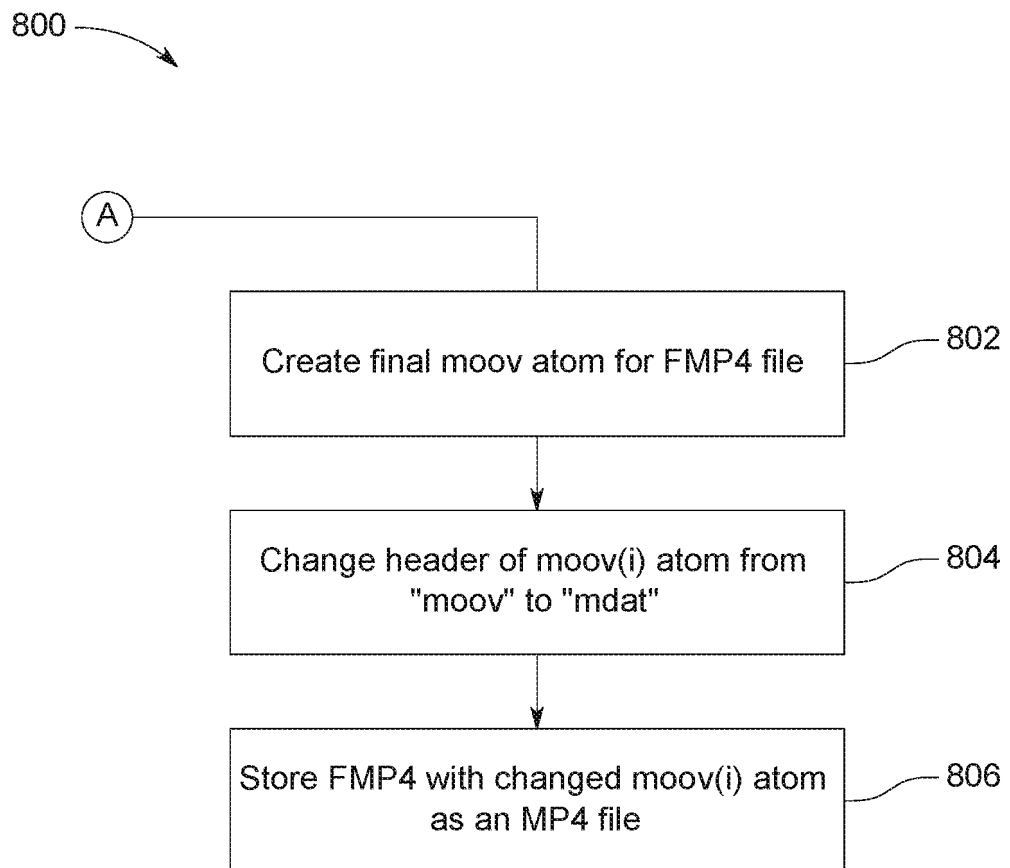 800
A
Create final moov atom for FMP4 file
802
Change header of moov(i) atom from
"moov" to "mdat"
804
Store FMP4 with changed moov(i) atom
as an MP4 file
806